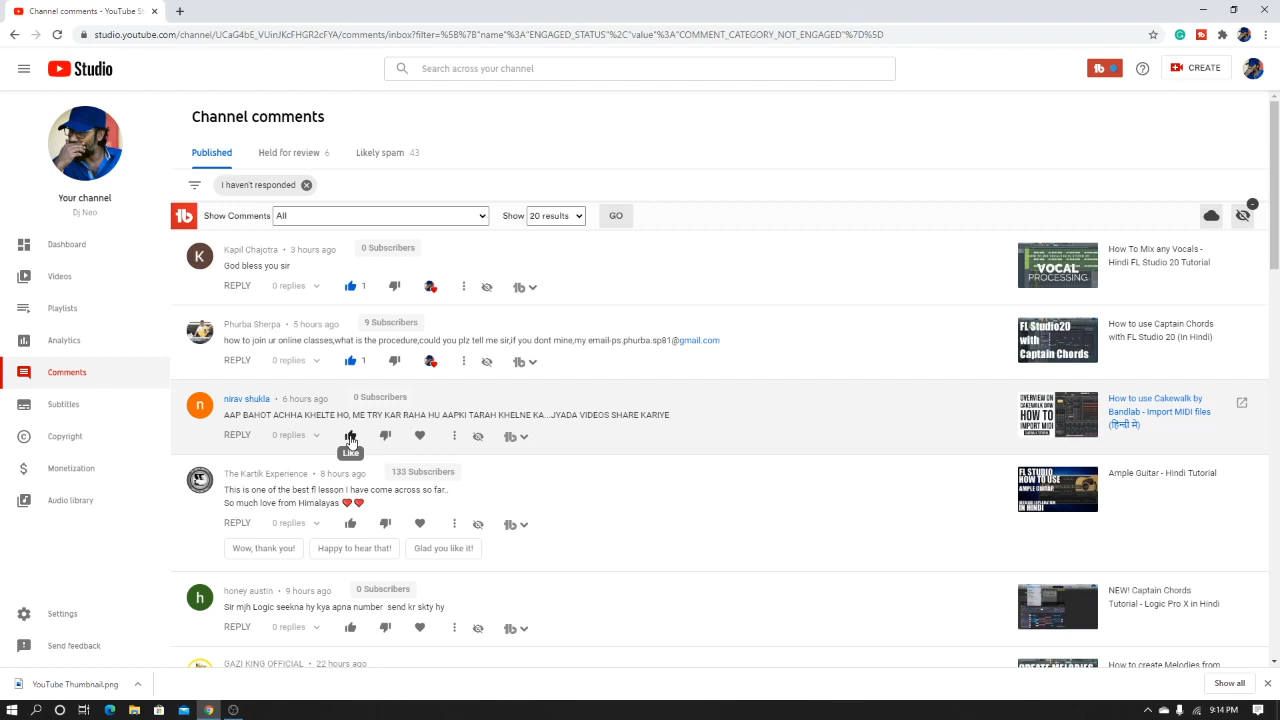 Channel comments - YouTube St
studio.youtube.com/channel/UCaG4bE_VUinJKcFHGR2cFYA/comments/inbox?filter=%5B%7B"name"%3A"ENGAGED_STATUS"%2C"value"%3A"COMMENT_CATEGORY_NOT_ENGAGED"%7D%5D
Studio
Search across your channel
CREATE
Your channel
Dj Neo
Dashboard
Videos
Playlists
Analytics
Comments
Subtitles
Copyright
Monetization
Audio library
Settings
Send feedback
Channel comments
Published Held for review 6 Likely spam 43
I haven't responded
Show Comments All Show 20 results GO
Kapil Chajotra • 3 hours ago 0 Subscribers
God bless you sir
REPLY 0 replies 1
How To Mix any Vocals -
Hindi FL Studio 20 Tutorial
VOCAL
PROCESSING
Phurba Sherpa • 5 hours ago 9 Subscribers
how to join ur online classes,what is the procedure,could you plz tell me sir,if you dont mine,my email-ps.phurba.sp81@gmail.com
REPLY 0 replies 1
FL Studio20
with
Captain Chords
How to use Captain Chords
with FL Studio 20 (in Hindi)
nirav shukla • 6 hours ago 0 Subscribers
AAP BAHOT ACHHA KHELTE HO, ME TRY KAR RAHA HU AAPKI TARAH KHELNE KA...JYADA VIDEOS SHARE KARIYE
REPLY 0 replies
Like
OVERVIEW ON
CAKEWALK DAW
HOW TO
IMPORT MIDI
How to use Cakewalk by
Bandlab - Import MIDI files
(हिन्दी मे)
The Kartik Experience • 8 hours ago 133 Subscribers
This is one of the best fl lesson I have come across so far..
So much love from Himalayas ❤️❤️
REPLY 0 replies
Wow, thank you! Happy to hear that! Glad you like it!
FL STUDIO
HOW TO USE
AMPLE GUITAR
IN HINDI
Ample Guitar - Hindi Tutorial
honey austin • 9 hours ago 0 Subscribers
Sir mjh Logic seekna hy kya apna number send kr skty hy
REPLY 0 replies
NEW! Captain Chords
Tutorial - Logic Pro X in Hindi
GAZI KING OFFICIAL • 22 hours ago
How to create Melodies from
YouTube Thumbnail.png
Show all
9:14 PM